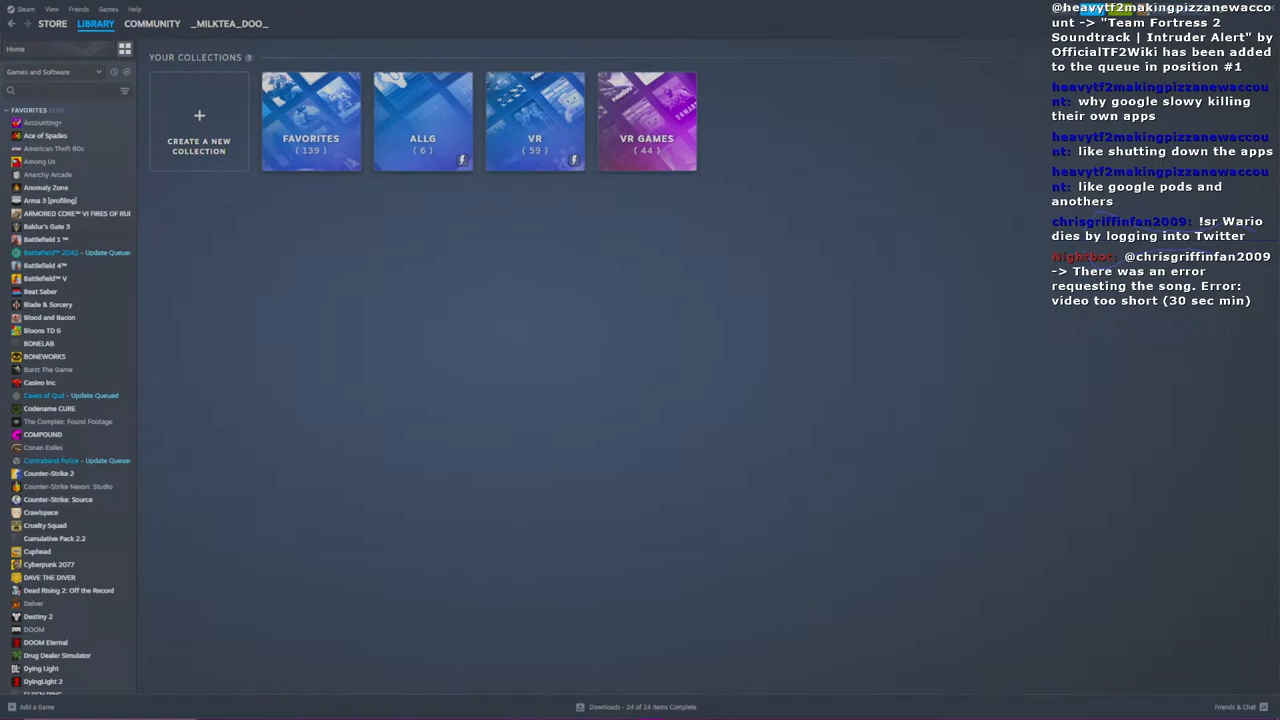 Steam View Friends Games Help
STORE LIBRARY COMMUNITY _MILKTEA_DOO_
Home
Games and Software
FAVORITES
Accounting+
Ace of Spades
American Theft 80s
Among Us
Anarchy Arcade
Anomaly Zone
Arma 3 [profiling]
ARMORED CORE™ VI FIRES OF RUI
Baldur's Gate 3
Battlefield 1 ™
Battlefield™ 2042 - Update Queued
Battlefield 4™
Battlefield™ V
Beat Saber
Blade & Sorcery
Blood and Bacon
Bloons TD 6
BONELAB
BONEWORKS
Burst The Game
Casino Inc
Caves of Qud - Update Queued
Codename CURE
The Complex: Found Footage
COMPOUND
Conan Exiles
Contraband Police - Update Queued
Counter-Strike 2
Counter-Strike Nexon: Studio
Counter-Strike: Source
Crawlspace
Cruelty Squad
Cumulative Pack 2.2
Cuphead
Cyberpunk 2077
DAVE THE DIVER
Dead Rising 2: Off the Record
Delver
Destiny 2
DOOM
DOOM Eternal
Drug Dealer Simulator
Dying Light
DyingLight 2
ELDEN RING
Add a Game
YOUR COLLECTIONS ?
+
CREATE A NEW
COLLECTION
FAVORITES
( 139 )
ALLG
( 6 )
VR
( 59 )
VR GAMES
( 44 )
Downloads - 24 of 24 Items Complete
Friends & Chat
@heavytf2makingpizzanewacco
unt -> "Team Fortress 2
Soundtrack | Intruder Alert" by
OfficialTF2Wiki has been added
to the queue in position #1
heavytf2makingpizzanewaccou
nt: why google slowy killing
their own apps
heavytf2makingpizzanewaccou
nt: like shutting down the apps
heavytf2makingpizzanewaccou
nt: like google pods and
anothers
chrisgriffinfan2009: !sr Wario
dies by logging into Twitter
Nightbot: @chrisgriffinfan2009
-> There was an error
requesting the song. Error:
video too short (30 sec min)